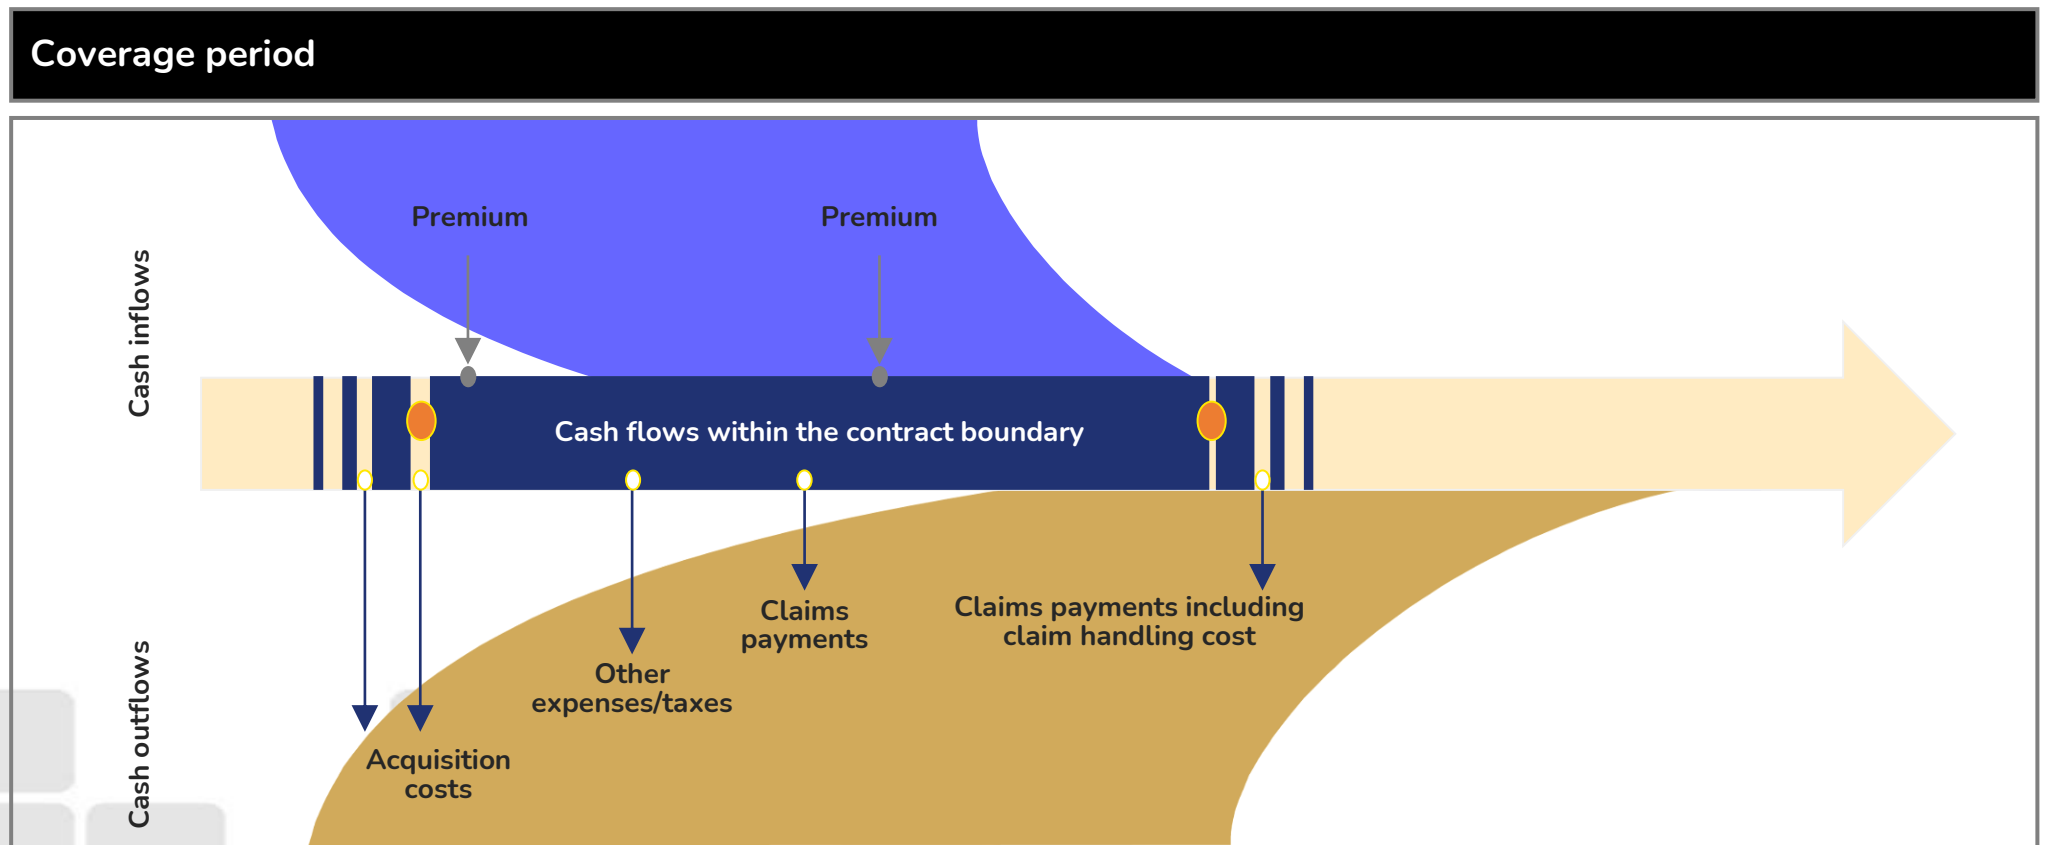 Coverage period
Premium
Premium
Cash inflows
Cash flows within the contract boundary
Claims
payments
Claims payments including
claim handling cost
Other
expenses/taxes
Cash outflows
Acquisition
costs